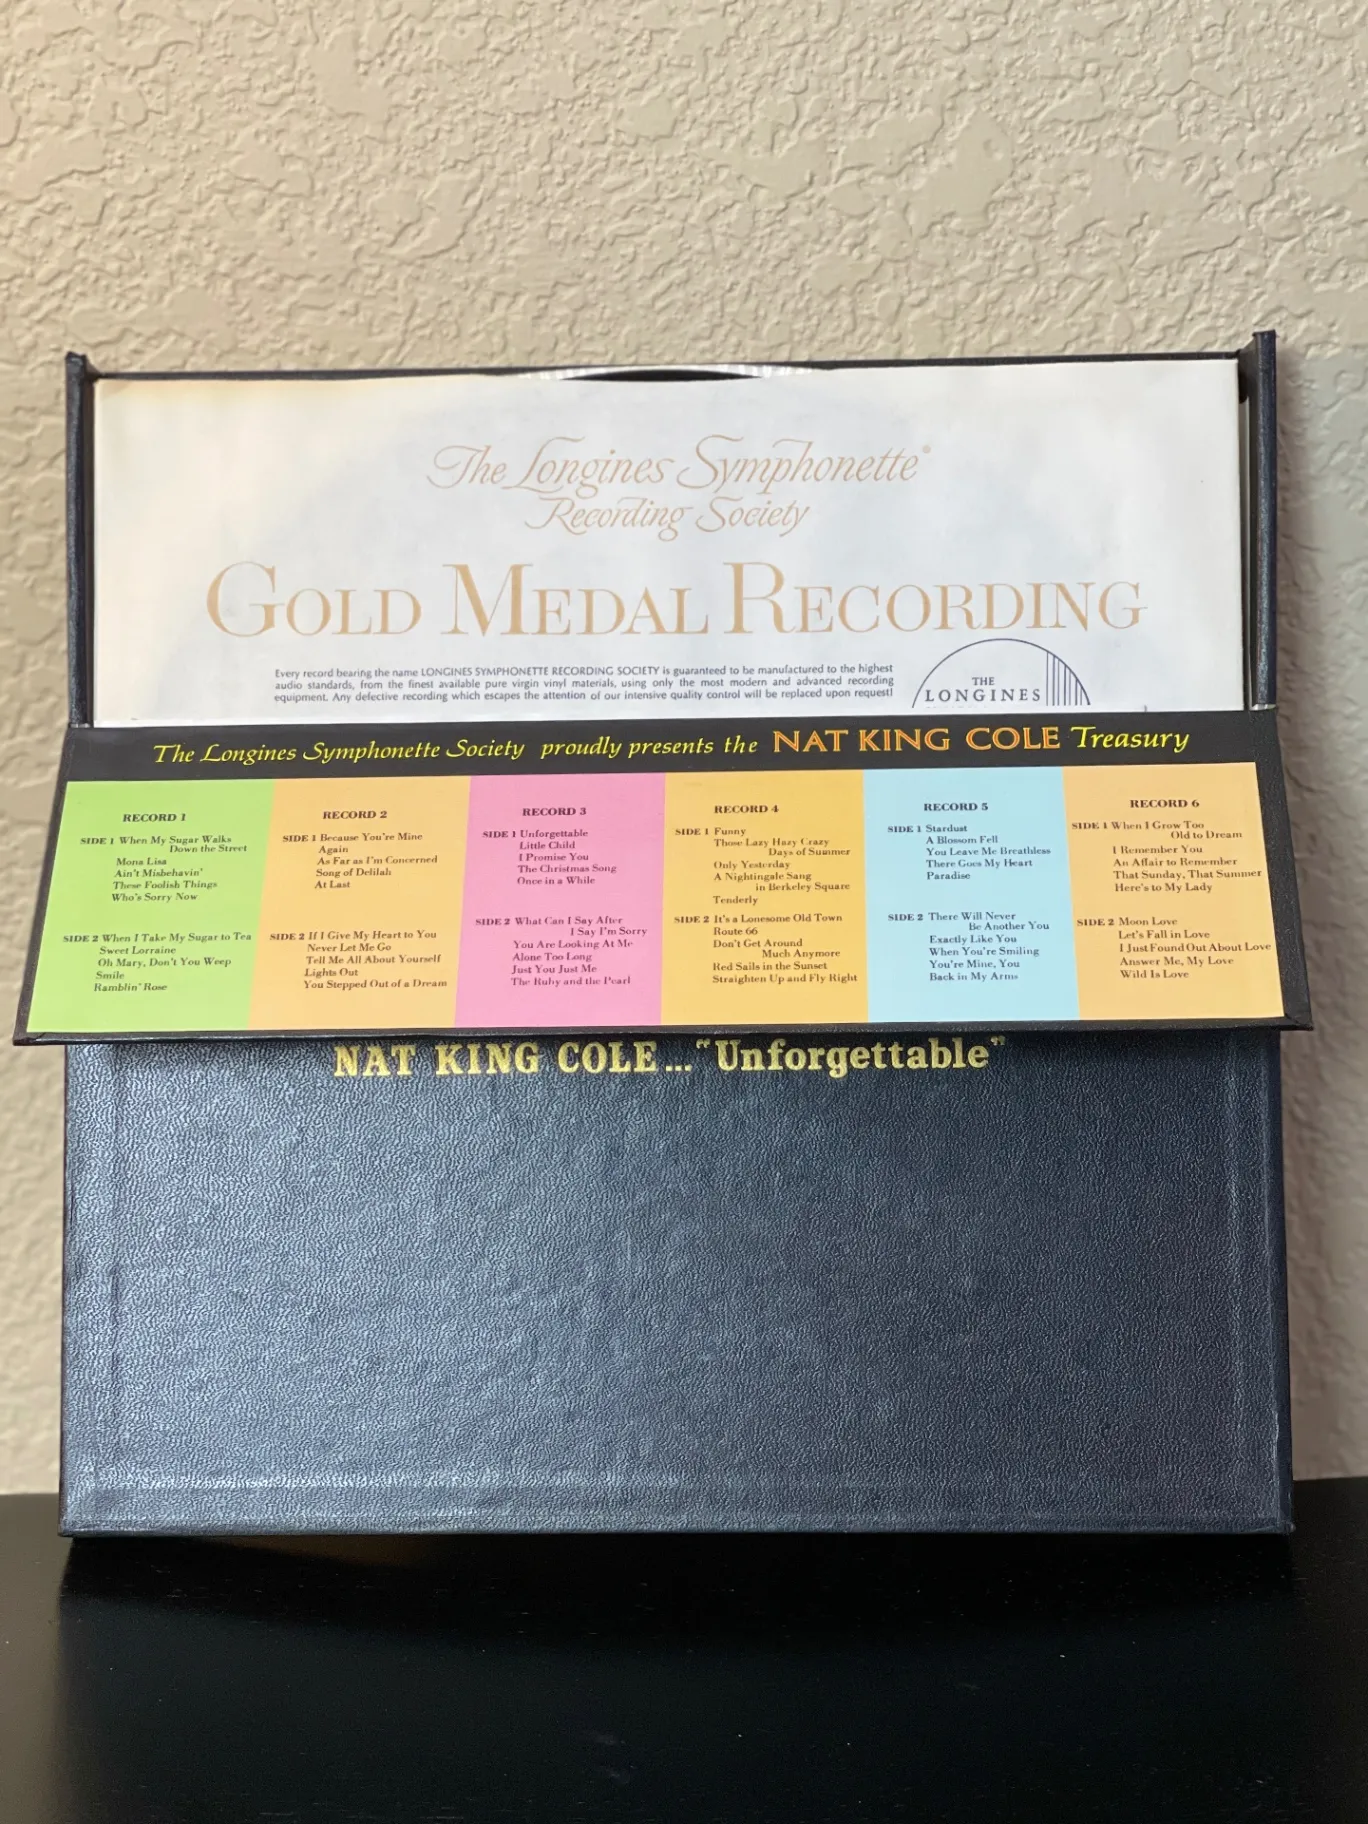 The Longines Symphonette®
Recording Society
GOLD MEDAL RECORDING
Every record bearing the name LONGINES SYMPHONETTE RECORDING SOCIETY is guaranteed to be manufactured to the highest
audio standards, from the finest available pure virgin vinyl materials, using only the most modern and advanced recording
equipment. Any defective recording which escapes the attention of our intensive quality control will be replaced upon request!
THE
LONGINES
The Longines Symphonette Society proudly presents the NAT KING COLE Treasury
RECORD 1
SIDE 1 When My Sugar Walks
Down the Street
Mona Lisa
Ain't Misbehavin'
These Foolish Things
Who's Sorry Now
SIDE 2 When I Take My Sugar to Tea
Sweet Lorraine
Oh Mary, Don't You Weep
Smile
Ramblin' Rose
RECORD 2
SIDE 1 Because You're Mine
Again
As Far as I'm Concerned
Song of Delilah
At Last
SIDE 2 If I Give My Heart to You
Never Let Me Go
Tell Me All About Yourself
Lights Out
You Stepped Out of a Dream
RECORD 3
SIDE 1 Unforgettable
Little Child
I Promise You
The Christmas Song
Once in a While
SIDE 2 What Can I Say After
I Say I'm Sorry
You Are Looking At Me
Alone Too Long
Just You Just Me
The Ruby and the Pearl
RECORD 4
SIDE 1 Funny
Those Lazy Hazy Crazy
Days of Summer
Only Yesterday
A Nightingale Sang
in Berkeley Square
Tenderly
SIDE 2 It's a Lonesome Old Town
Route 66
Don't Get Around
Much Anymore
Red Sails in the Sunset
Straighten Up and Fly Right
RECORD 5
SIDE 1 Stardust
A Blossom Fell
You Leave Me Breathless
There Goes My Heart
Paradise
SIDE 2 There Will Never
Be Another You
Exactly Like You
When You're Smiling
You're Mine, You
Back in My Arms
RECORD 6
SIDE 1 When I Grow Too
Old to Dream
I Remember You
An Affair to Remember
That Sunday, That Summer
Here's to My Lady
SIDE 2 Moon Love
Let's Fall in Love
I Just Found Out About Love
Answer Me, My Love
Wild Is Love
NAT KING COLE..."Unforgettable"